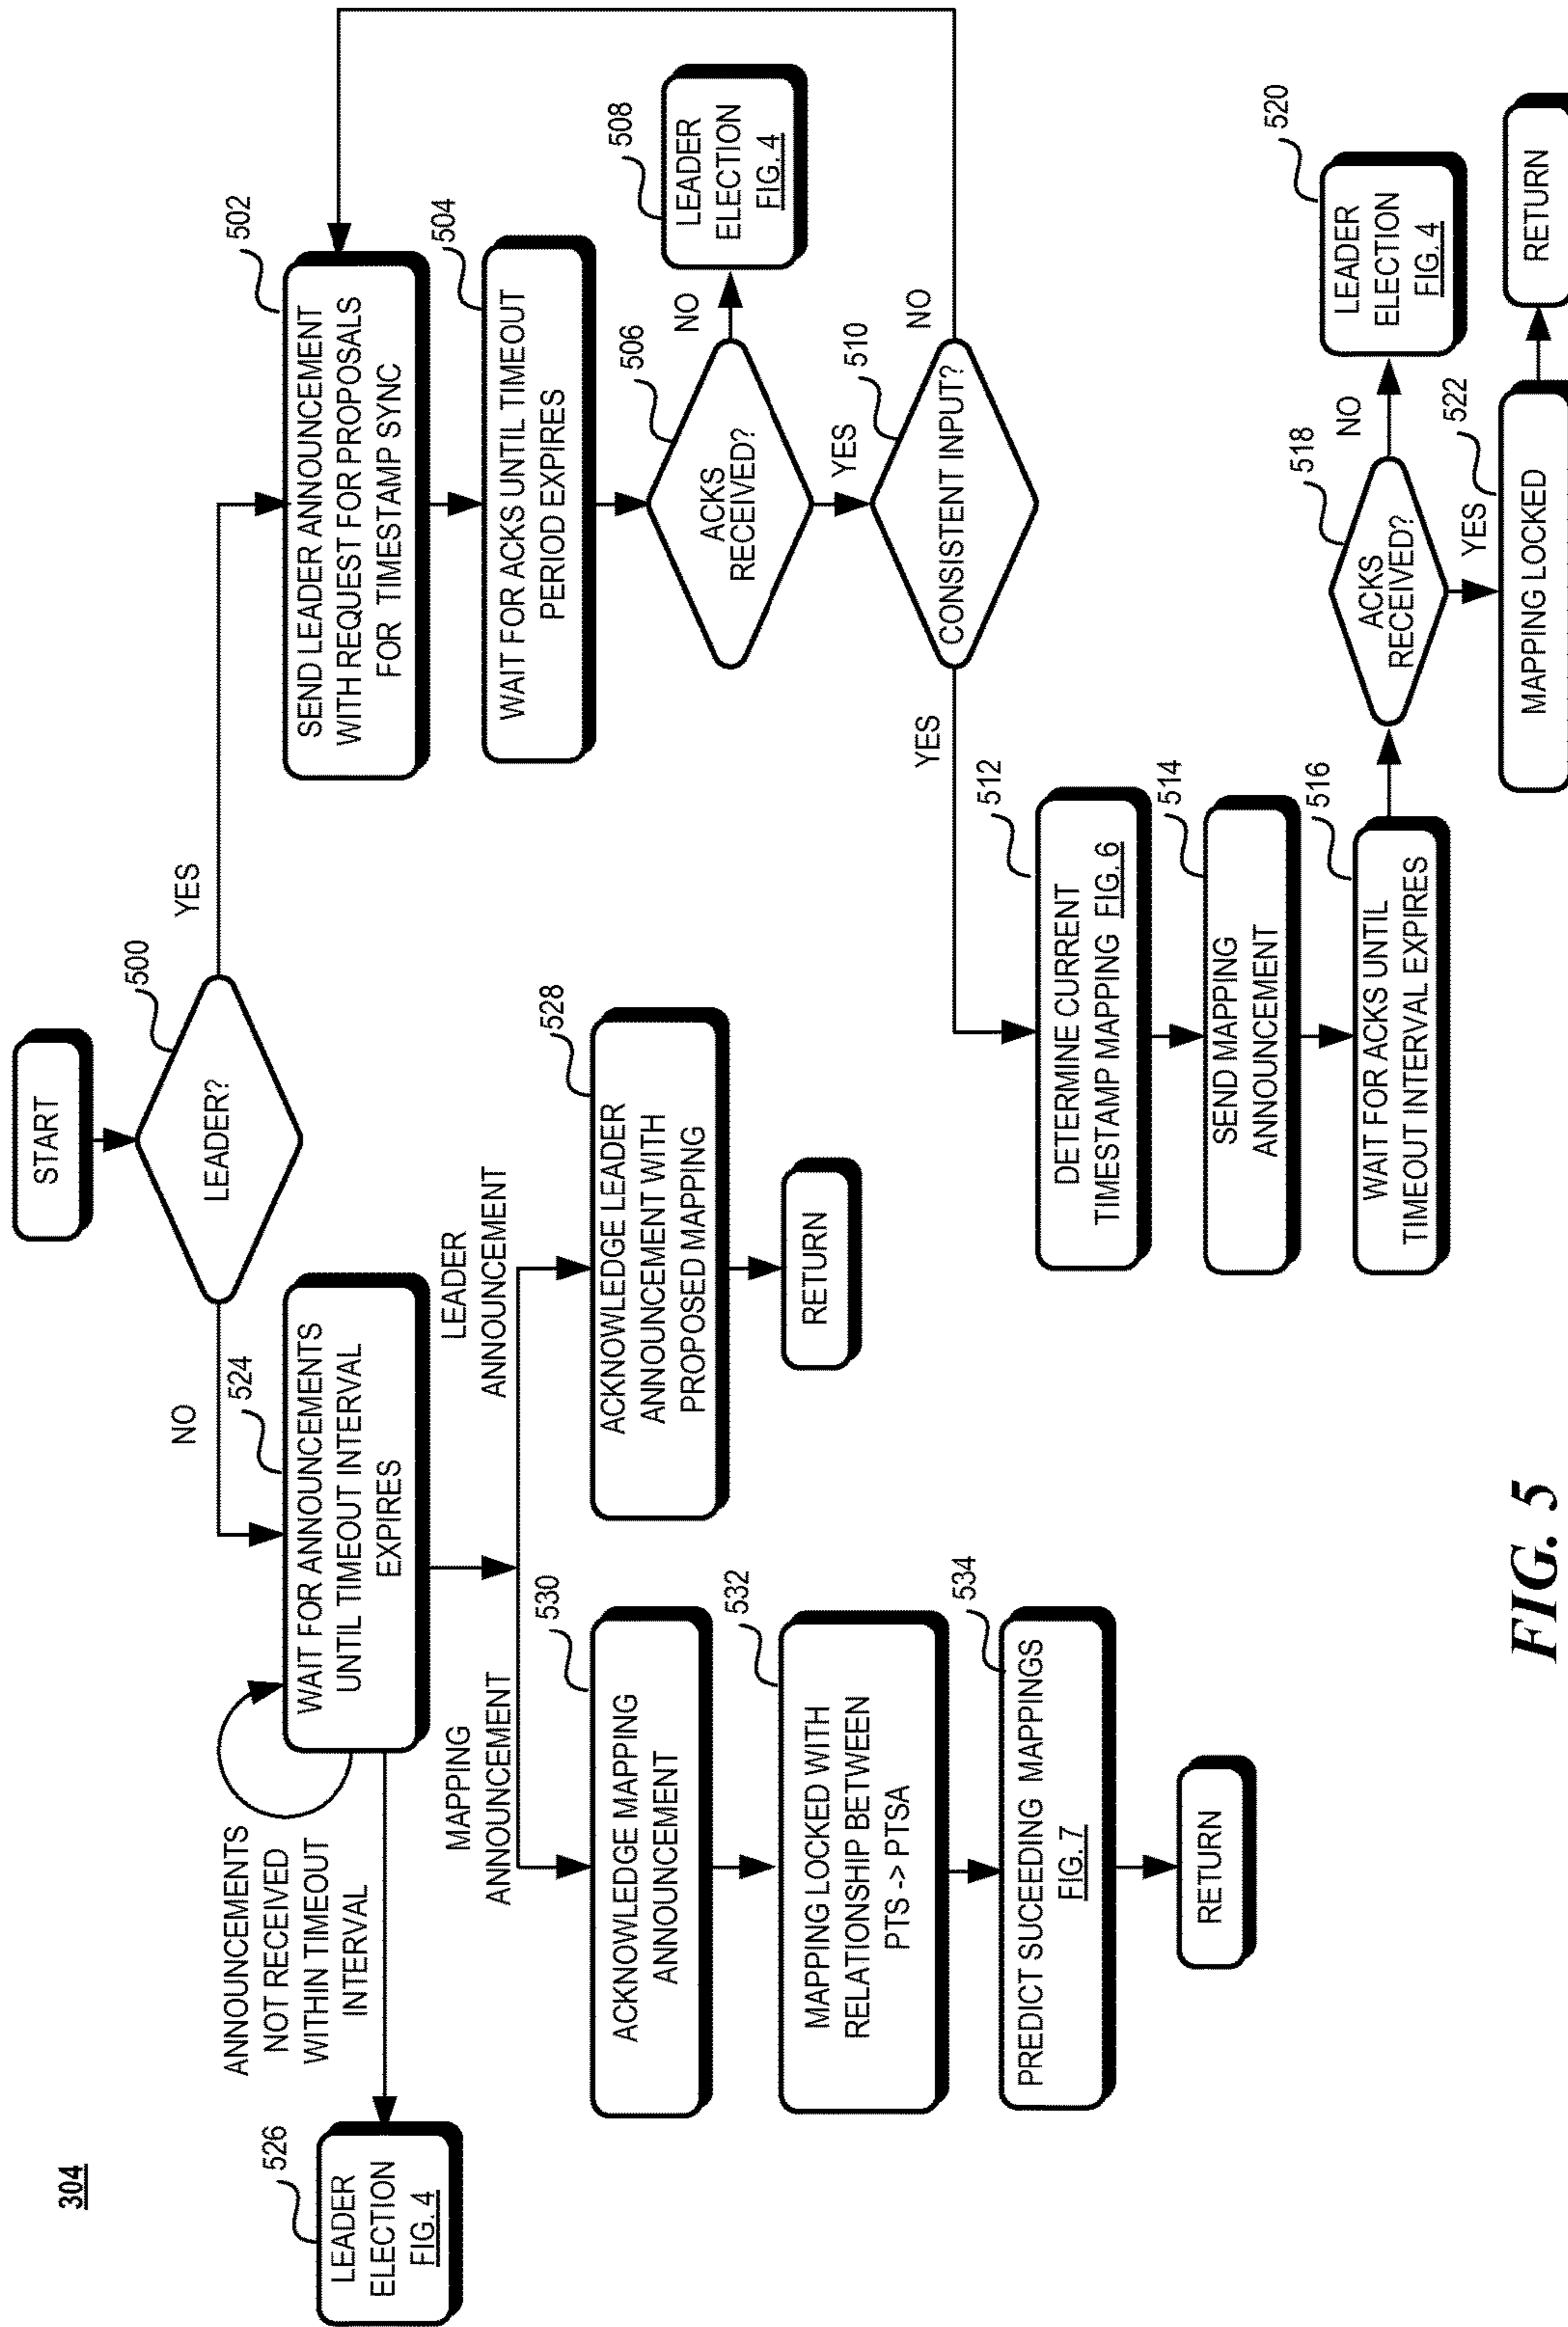 304
START
500
LEADER?
YES
NO
502
SEND LEADER ANNOUNCEMENT
WITH REQUEST FOR PROPOSALS
FOR TIMESTAMP SYNC
504
WAIT FOR ACKS UNTIL TIMEOUT
PERIOD EXPIRES
506
ACKS
RECEIVED?
NO
508
LEADER
ELECTION
FIG. 4
YES
510
CONSISTENT INPUT?
NO
YES
512
DETERMINE CURRENT
TIMESTAMP MAPPING FIG. 6
514
SEND MAPPING
ANNOUNCEMENT
516
WAIT FOR ACKS UNTIL
TIMEOUT INTERVAL EXPIRES
518
ACKS
RECEIVED?
NO
520
LEADER
ELECTION
FIG. 4
YES
522
MAPPING LOCKED
RETURN
524
WAIT FOR ANNOUNCEMENTS
UNTIL TIMEOUT INTERVAL
EXPIRES
ANNOUNCEMENTS
NOT RECEIVED
WITHIN TIMEOUT
INTERVAL
526
LEADER
ELECTION
FIG. 4
LEADER
ANNOUNCEMENT
528
ACKNOWLEDGE LEADER
ANNOUNCEMENT WITH
PROPOSED MAPPING
RETURN
MAPPING
ANNOUNCEMENT
530
ACKNOWLEDGE MAPPING
ANNOUNCEMENT
532
MAPPING LOCKED WITH
RELATIONSHIP BETWEEN
PTS -> PTSA
534
PREDICT SUCEEDING MAPPINGS
FIG. 7
RETURN
FIG. 5